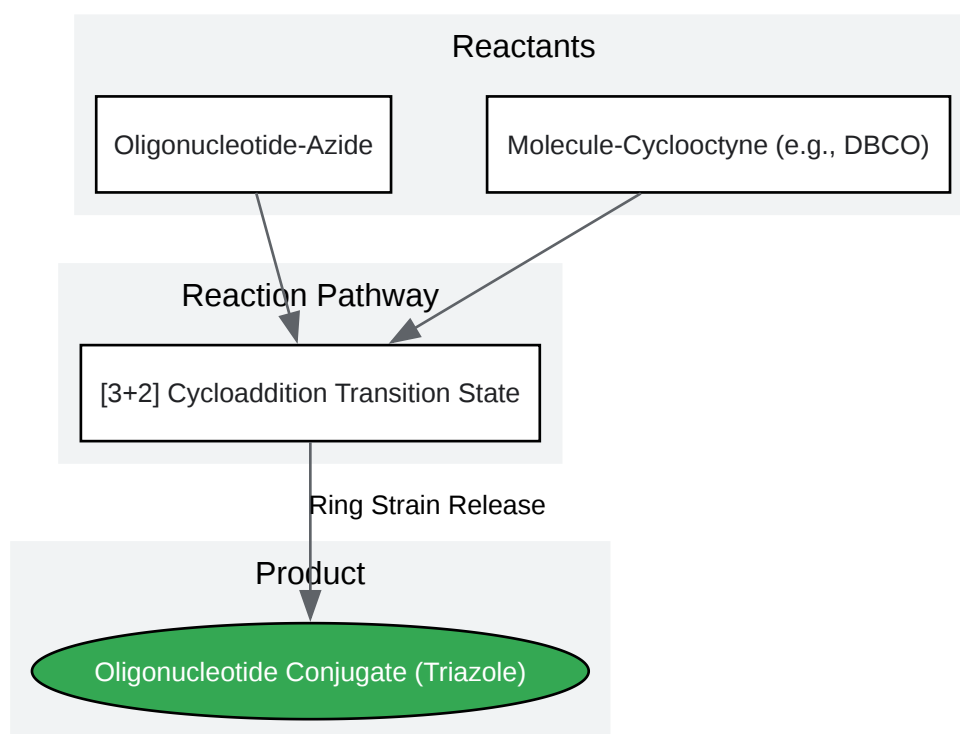 Reactants
Oligonucleotide-Azide
Molecule-Cyclooctyne (e.g., DBCO)
Reaction Pathway
[3+2] Cycloaddition Transition State
Ring Strain Release
Product
Oligonucleotide Conjugate (Triazole)